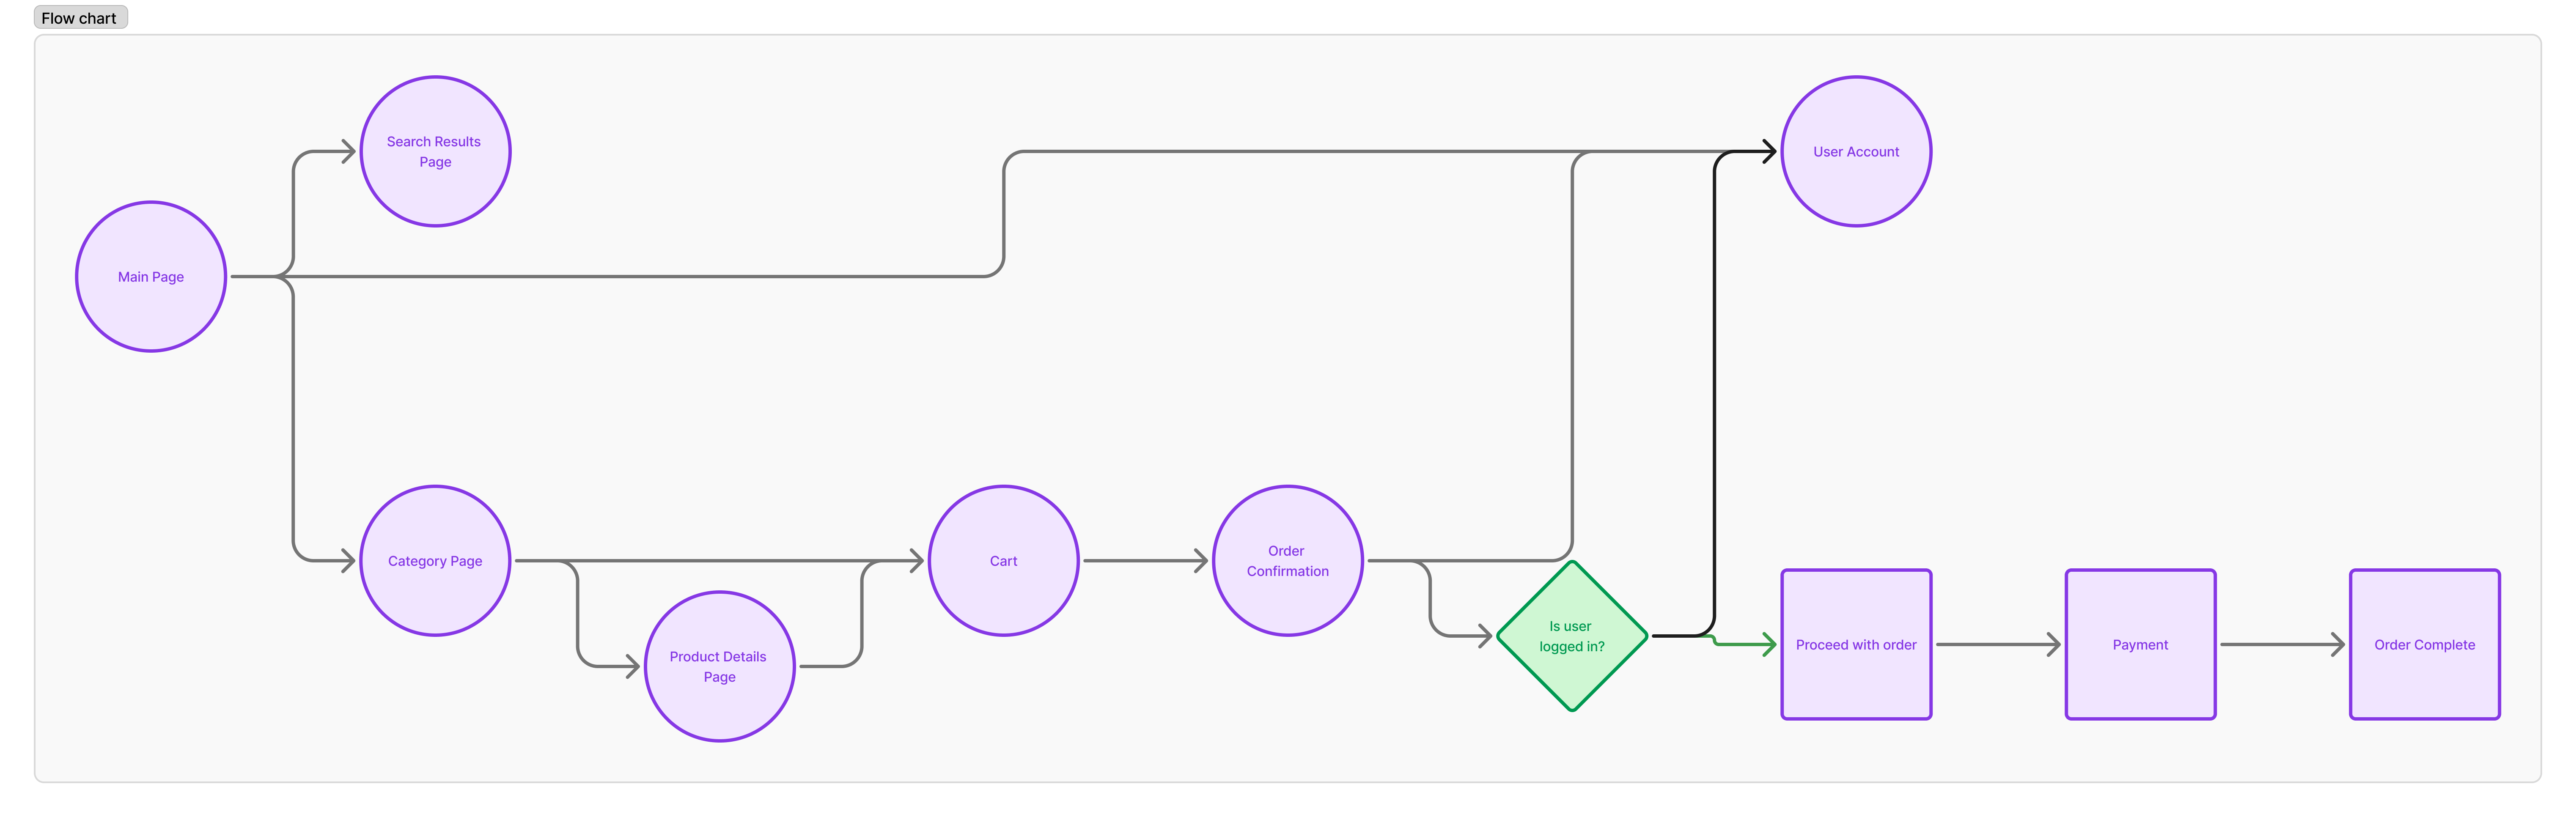 Flow chart
Search Results
Page
User Account
Main Page
Category Page
Product Details
Page
Cart
Order
Confirmation
Is user
logged in?
Proceed with order
Payment
Order Complete